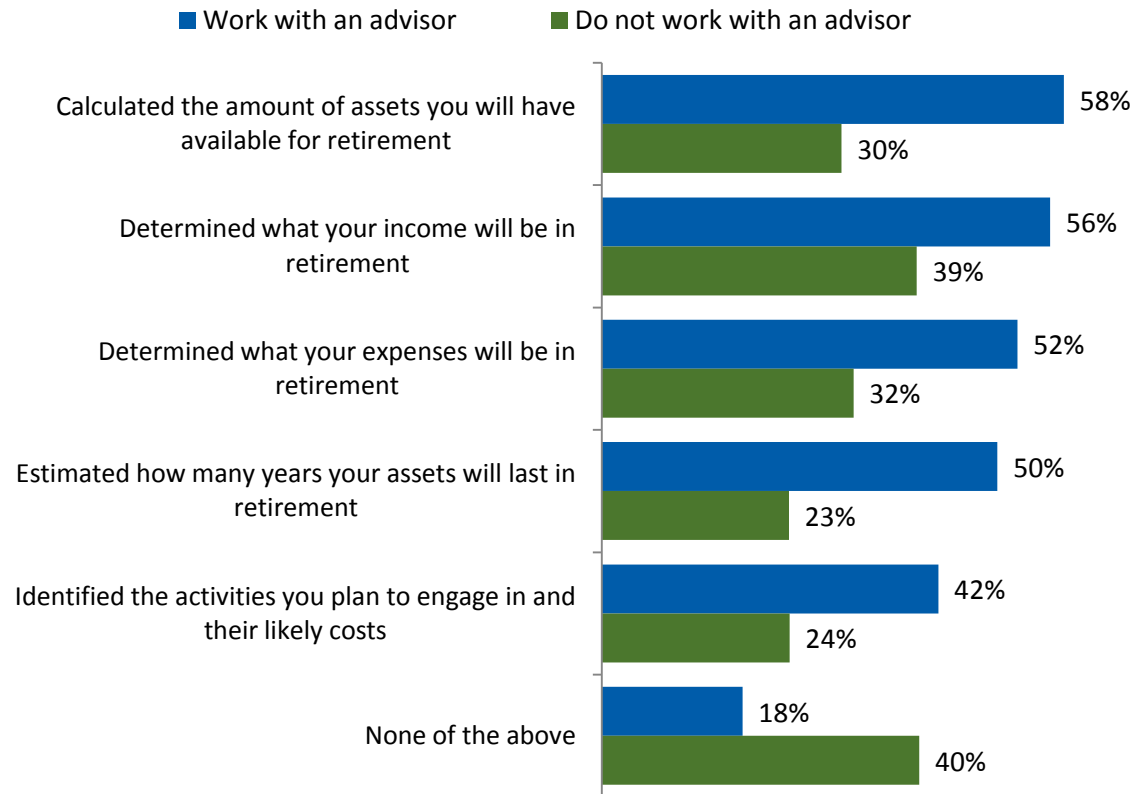 Work with an advisor
Do not work with an advisor
Calculated the amount of assets you will have
available for retirement
58%
30%
Determined what your income will be in
retirement
56%
39%
Determined what your expenses will be in
retirement
52%
32%
Estimated how many years your assets will last in
retirement
50%
23%
Identified the activities you plan to engage in and
their likely costs
42%
24%
None of the above
18%
40%